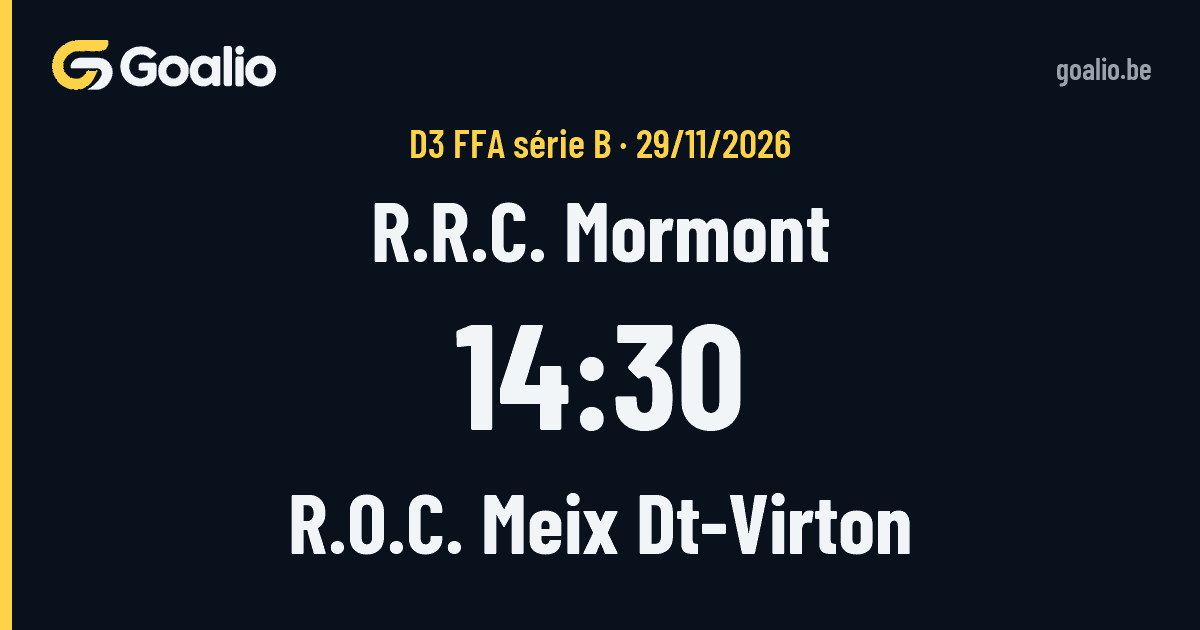 Goalio
goalio.be
D3 FFA série B · 29/11/2026
R.R.C. Mormont
14:30
R.O.C. Meix Dt-Virton